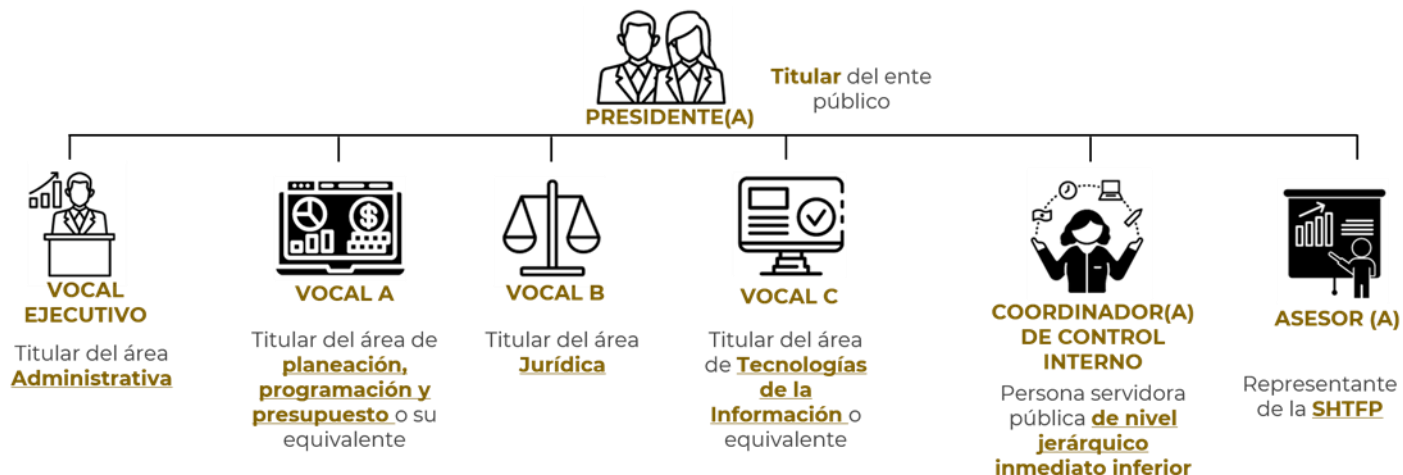 Titular del ente
público
PRESIDENTE(A)
VOCAL
EJECUTIVO
Titular del área
Administrativa
VOCAL A
Titular del área de
planeación,
programación y
presupuesto o su
equivalente
VOCAL B
Titular del área
Jurídica
VOCAL C
Titular del área
de Tecnologías
de la
Información o
equivalente
COORDINADOR(A)
DE CONTROL
INTERNO
Persona servidora
pública de nivel
jerárquico
inmediato inferior
ASESOR (A)
Representante
de la SHTFP